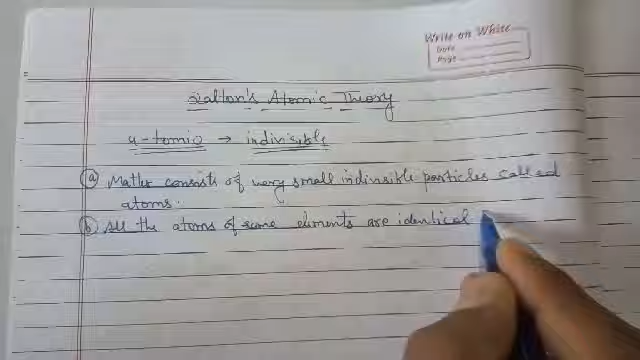 Write on White
Date
Page
Dalton's Atomic Theory
a-tomio → indivisible
(a) Matter consists of very small indivisible particles called
atoms.
(b) All the atoms of same elements are identical